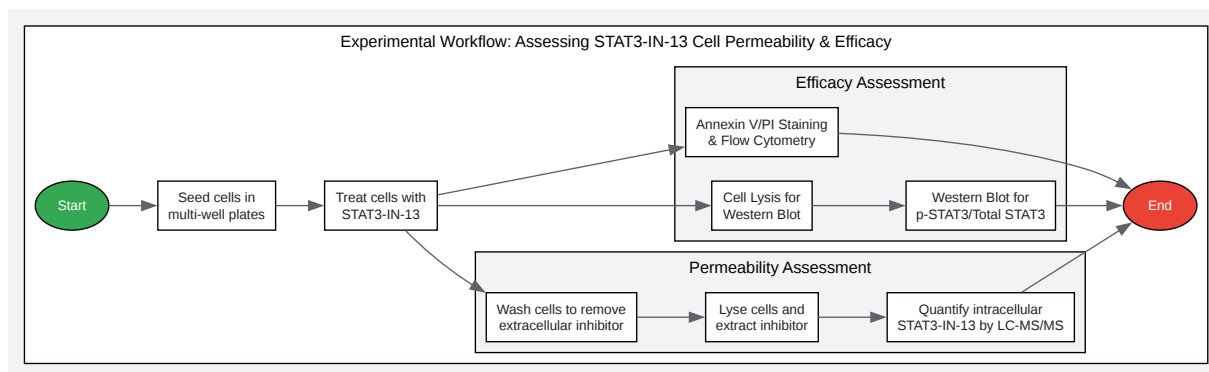 Experimental Workflow: Assessing STAT3-IN-13 Cell Permeability & Efficacy
Start
Seed cells in
multi-well plates
Treat cells with
STAT3-IN-13
Efficacy Assessment
Annexin V/PI Staining
& Flow Cytometry
Cell Lysis for
Western Blot
Western Blot for
p-STAT3/Total STAT3
Permeability Assessment
Wash cells to remove
extracellular inhibitor
Lyse cells and
extract inhibitor
Quantify intracellular
STAT3-IN-13 by LC-MS/MS
End